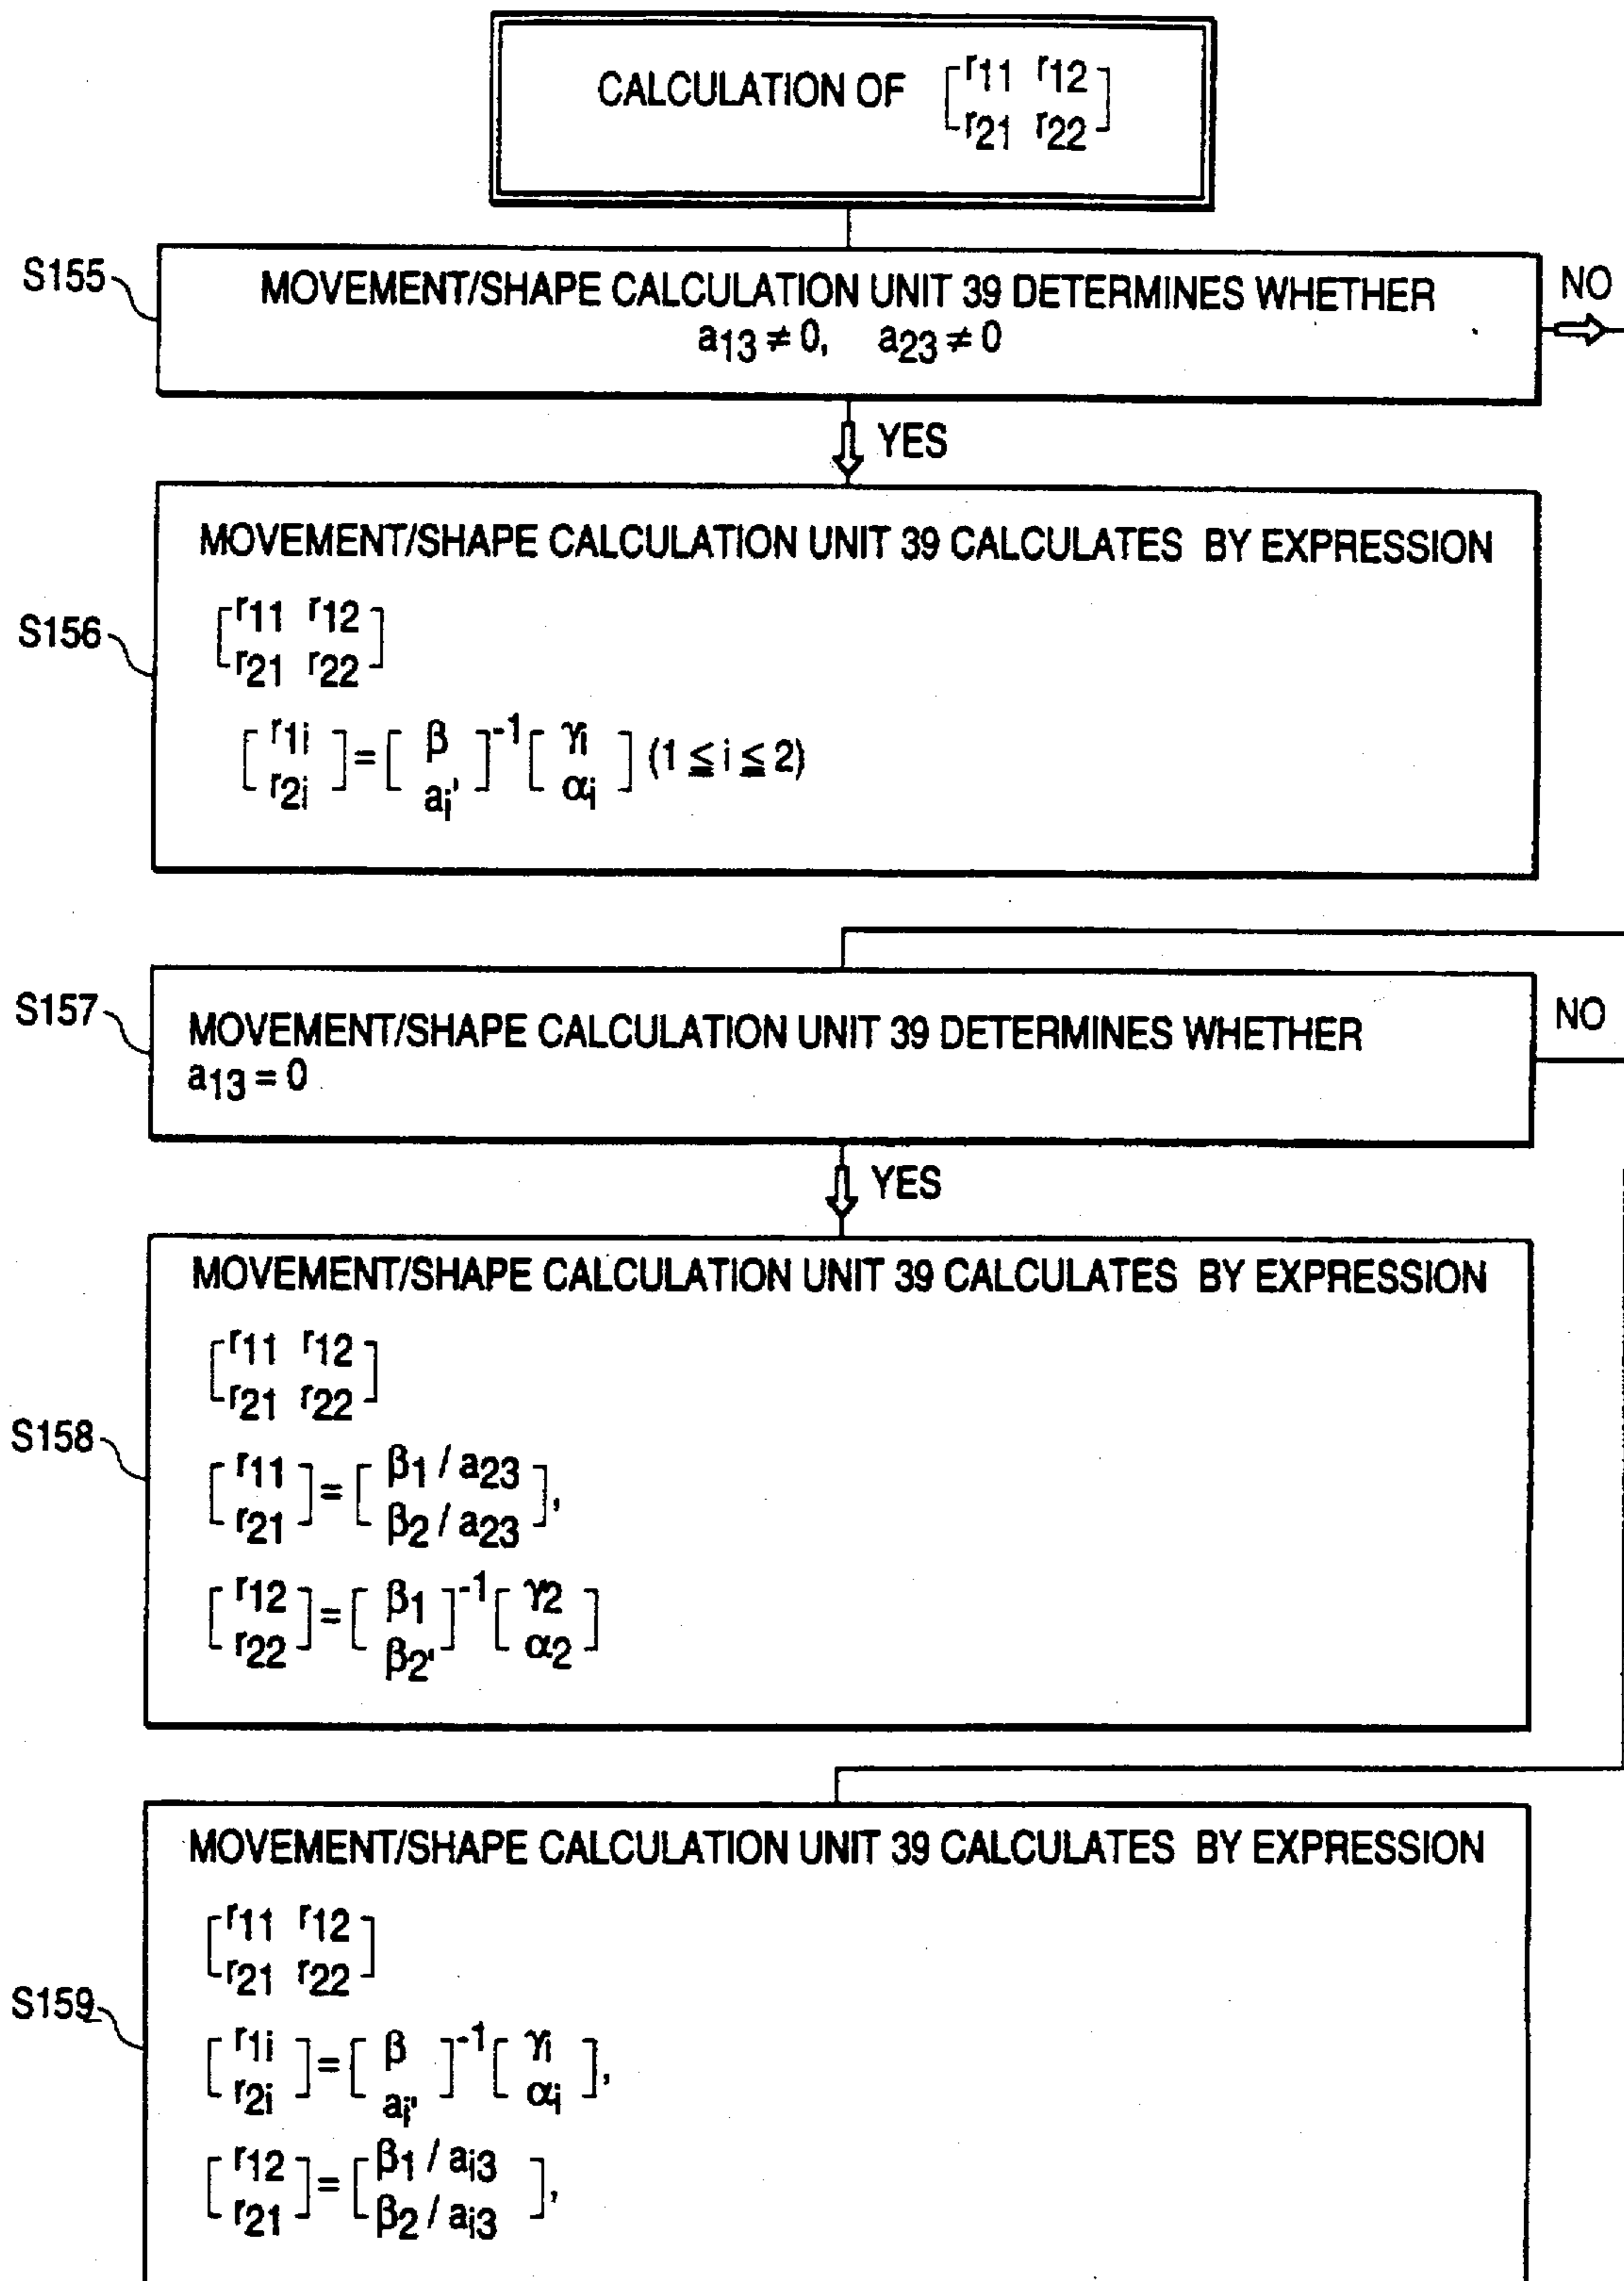 CALCULATION OF [r11 r12]
[r21 r22]
S155
MOVEMENT/SHAPE CALCULATION UNIT 39 DETERMINES WHETHER
a13 ≠ 0, a23 ≠ 0
NO
YES
S156
MOVEMENT/SHAPE CALCULATION UNIT 39 CALCULATES BY EXPRESSION
[r11 r12]
[r21 r22]
[r1i] = [β]-1 [γi] (1 ≦ i ≦ 2)
[r2i] [ai'] [αi]
S157
MOVEMENT/SHAPE CALCULATION UNIT 39 DETERMINES WHETHER
a13 = 0
NO
YES
S158
MOVEMENT/SHAPE CALCULATION UNIT 39 CALCULATES BY EXPRESSION
[r11 r12]
[r21 r22]
[r11] = [β1 / a23],
[r21] [β2 / a23]
[r12] = [β1]-1 [γ2]
[r22] [β2'] [α2]
S159
MOVEMENT/SHAPE CALCULATION UNIT 39 CALCULATES BY EXPRESSION
[r11 r12]
[r21 r22]
[r1i] = [β]-1 [γi],
[r2i] [ai'] [αi]
[r12] = [β1 / ai3],
[r21] [β2 / ai3]